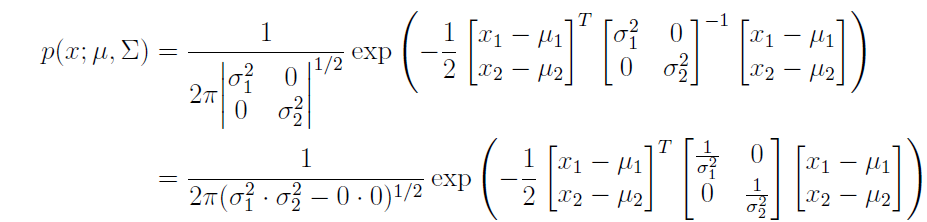 p(x; μ, Σ) = \frac{1}{2π \begin{vmatrix} σ_1^2 & 0 \\ 0 & σ_2^2 \end{vmatrix}^{1/2}} \exp \left( -\frac{1}{2} \begin{bmatrix} x_1 - μ_1 \\ x_2 - μ_2 \end{bmatrix}^T \begin{bmatrix} σ_1^2 & 0 \\ 0 & σ_2^2 \end{bmatrix}^{-1} \begin{bmatrix} x_1 - μ_1 \\ x_2 - μ_2 \end{bmatrix} \right)
= \frac{1}{2π(σ_1^2 · σ_2^2 - 0 · 0)^{1/2}} \exp \left( -\frac{1}{2} \begin{bmatrix} x_1 - μ_1 \\ x_2 - μ_2 \end{bmatrix}^T \begin{bmatrix} \frac{1}{σ_1^2} & 0 \\ 0 & \frac{1}{σ_2^2} \end{bmatrix} \begin{bmatrix} x_1 - μ_1 \\ x_2 - μ_2 \end{bmatrix} \right)